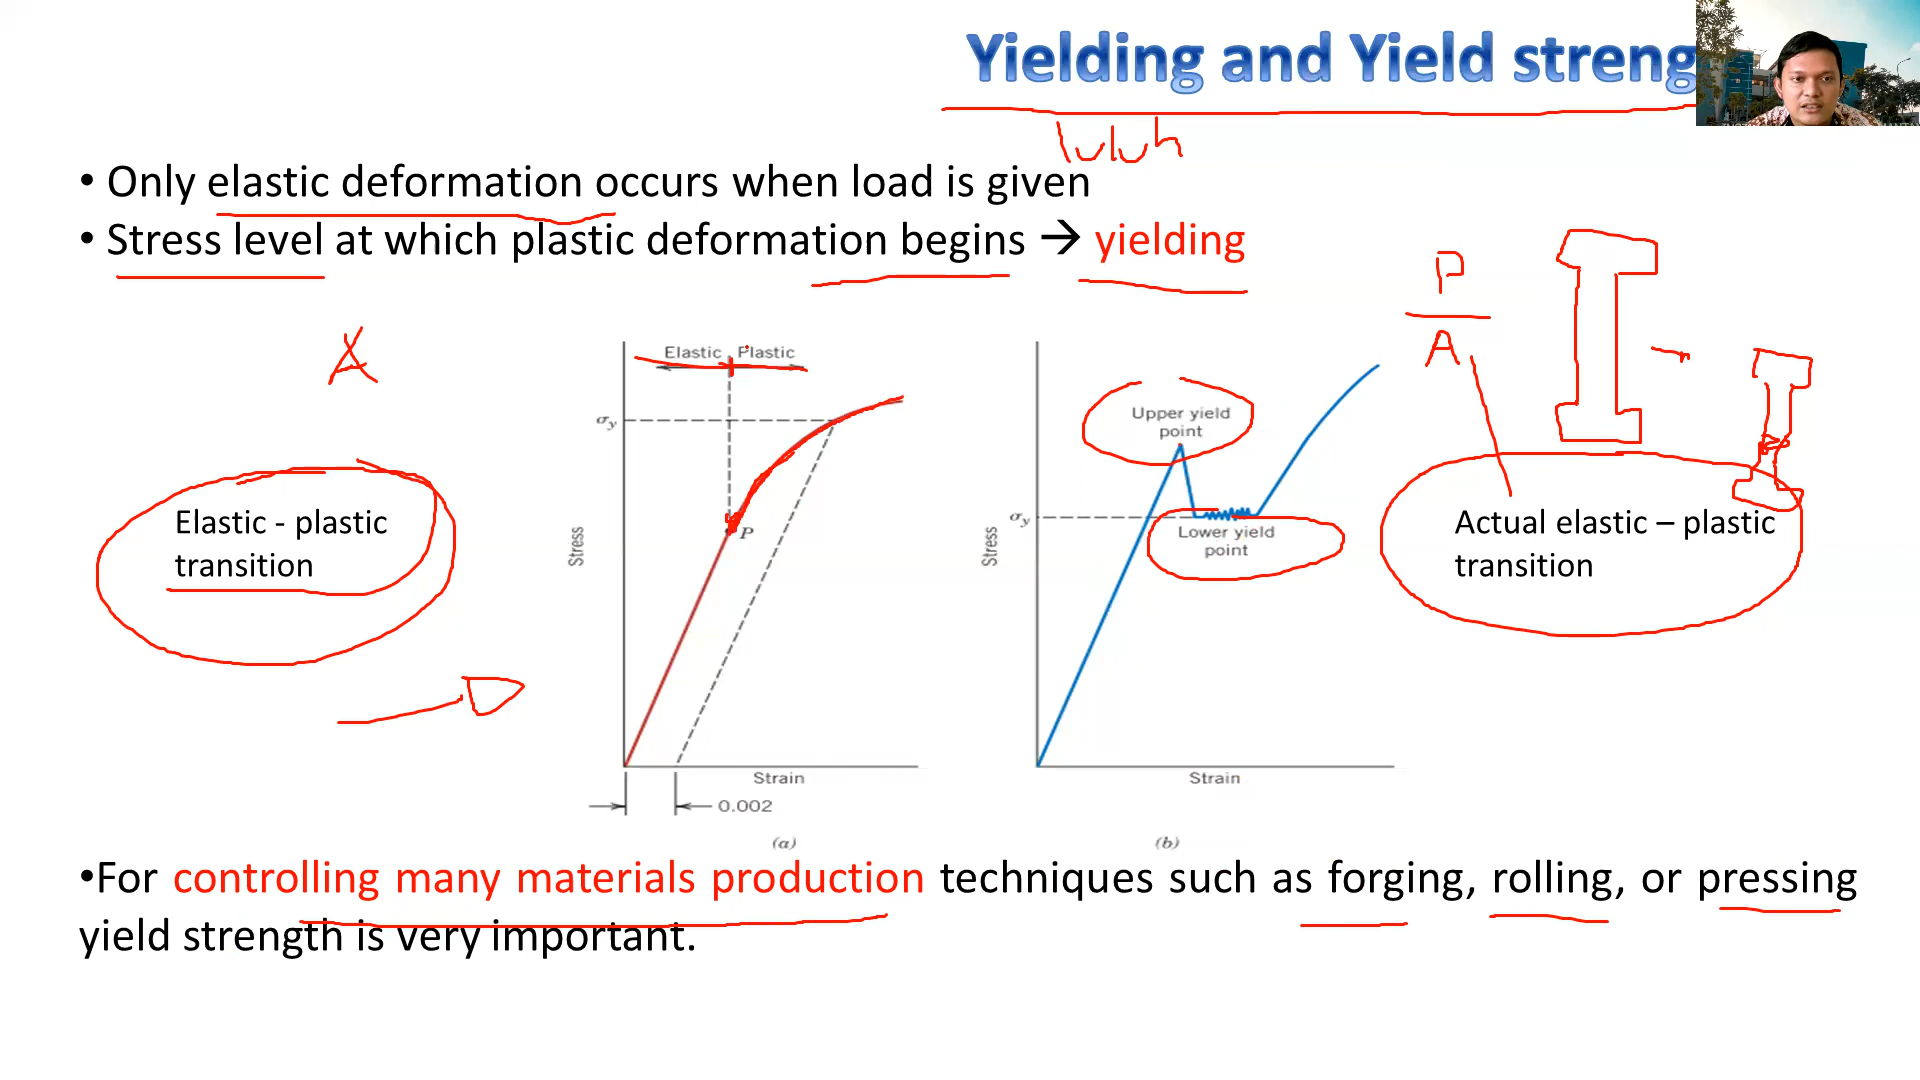 Yielding and Yield streng
luluh
• Only elastic deformation occurs when load is given
• Stress level at which plastic deformation begins → yielding
P
A
A
Elastic Plastic
σy
P
Stress
Strain
0.002
(a)
Elastic - plastic
transition
Upper yield
point
σy
Lower yield
point
Stress
Strain
(b)
Actual elastic – plastic
transition
•For controlling many materials production techniques such as forging, rolling, or pressing
yield strength is very important.